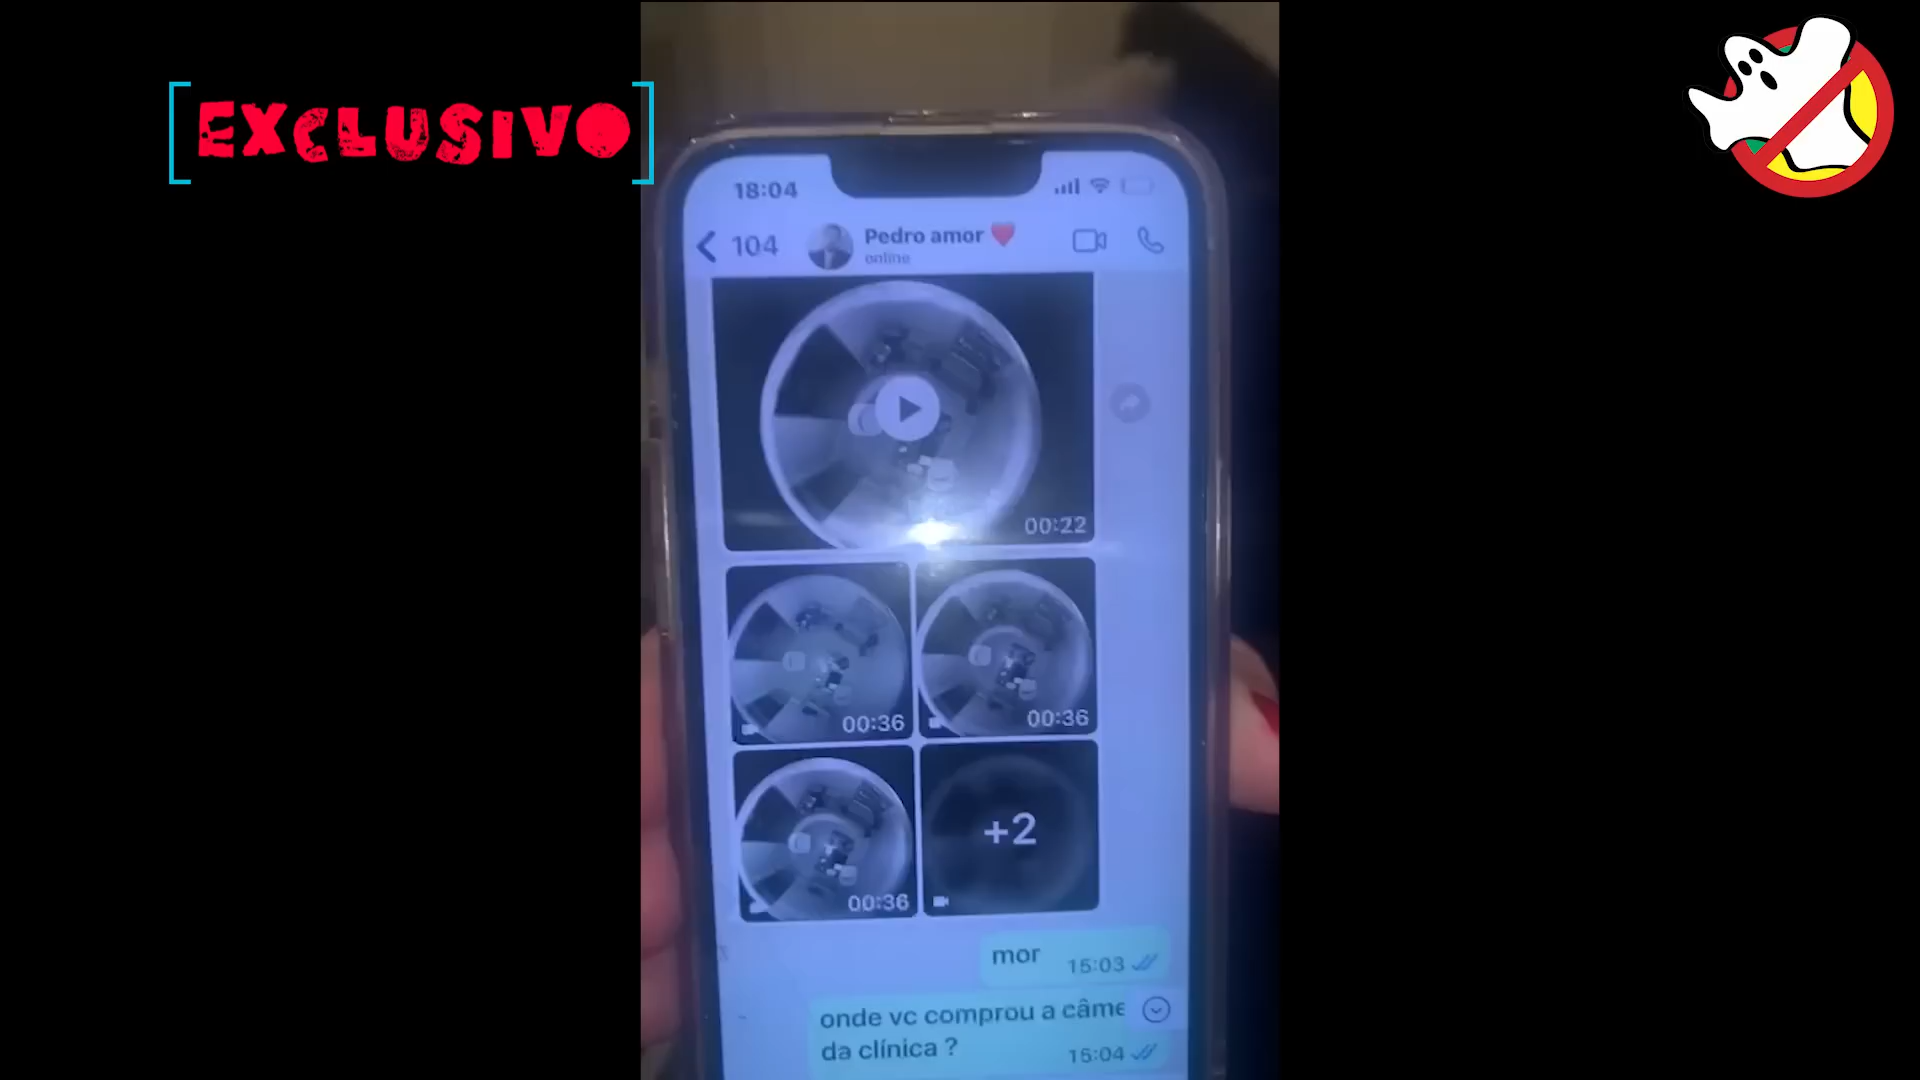 EXCLUSIVO
18:04
104
Pedro amor ❤️
online
00:22
00:36
00:36
00:36
+2
mor
15:03
onde vc comprou a câme
da clínica ?
15:04